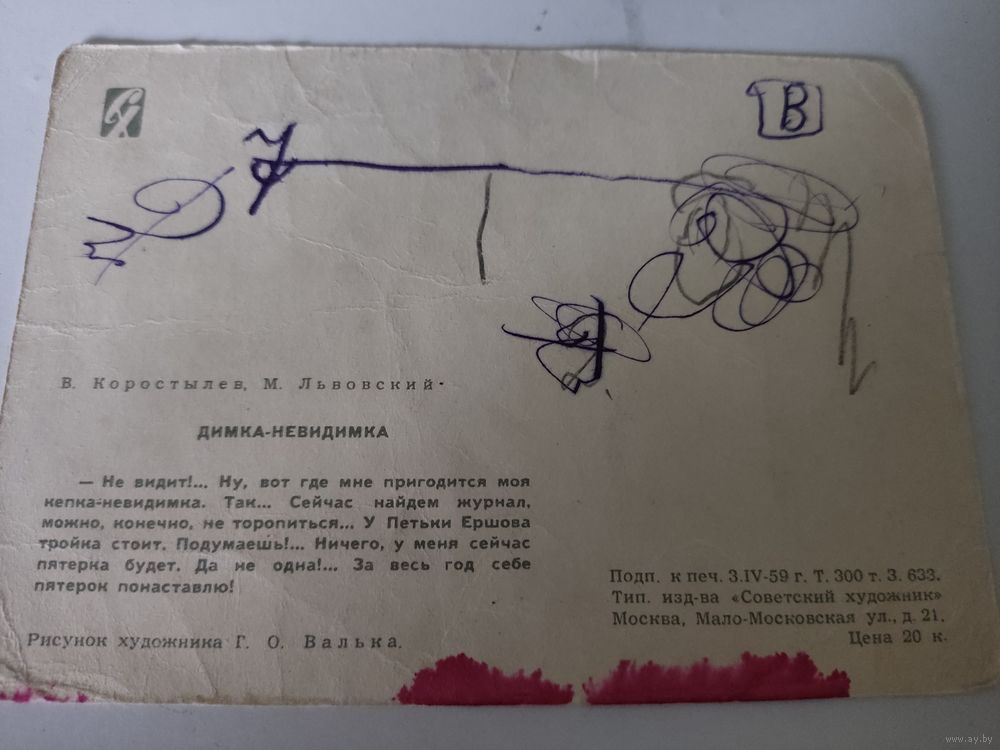 В
В. Коростылев, М. Львовский
ДИМКА-НЕВИДИМКА
— Не видит!... Ну, вот где мне пригодится моя
кепка-невидимка. Так... Сейчас найдем журнал,
можно, конечно, не торопиться... У Петьки Ершова
тройка стоит. Подумаешь!... Ничего, у меня сейчас
пятерка будет. Да не одна!... За весь год себе
пятерок понаставлю!
Рисунок художника Г. О. Валька.
Подп. к печ. 3.IV-59 г. Т. 300 т. З. 633.
Тип. изд-ва «Советский художник»
Москва, Мало-Московская ул., д. 21.
Цена 20 к.
www.ay.by